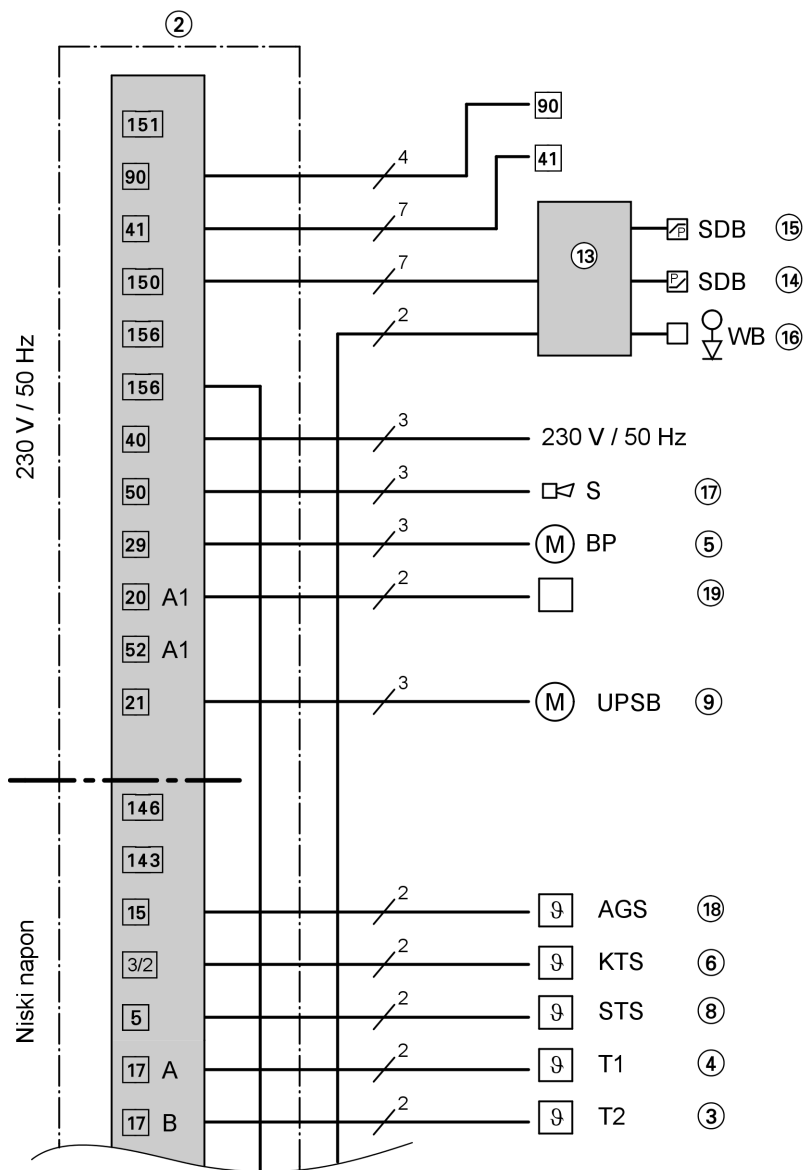 2
151
90
90 4
41
41 7
13
SDB 15
150 7
P
SDB 14
P
156 2
WB 16
156
40 3 230 V / 50 Hz
50 3 S 17
29 3 M BP 5
20 A1 2 19
52 A1
21 3 M UPSB 9
230 V / 50 Hz
146
143
15 2 ϑ AGS 18
3/2 2 ϑ KTS 6
5 2 ϑ STS 8
17 A 2 ϑ T1 4
17 B 2 ϑ T2 3
Niski napon